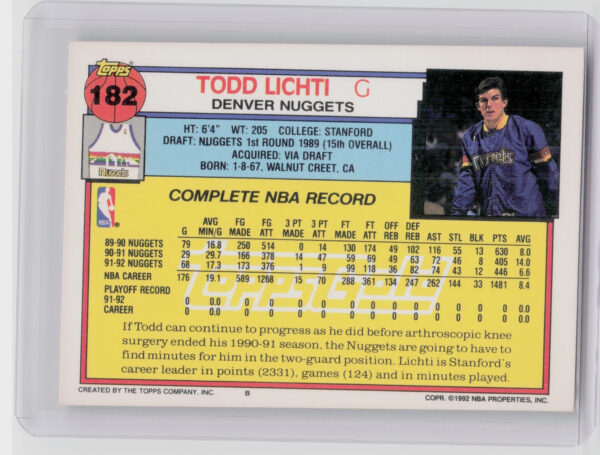 Topps
182
TODD LICHTI G
DENVER NUGGETS
HT: 6'4" WT: 205 COLLEGE: STANFORD
DRAFT: NUGGETS 1st ROUND 1989 (15th OVERALL)
ACQUIRED: VIA DRAFT
BORN: 1-8-67, WALNUT CREET, CA
Nuggets
Nuggets
COMPLETE NBA RECORD
NBA
G AVG MIN/G FG MADE FG ATT 3 PT MADE 3 PT ATT FT MADE FT ATT OFF REB DEF REB AST STL BLK PTS AVG
89-90 NUGGETS 79 16.8 250 514 0 14 130 174 49 102 116 55 13 630 8.0
90-91 NUGGETS 29 29.7 166 378 14 47 59 69 49 63 72 46 8 405 14.0
91-92 NUGGETS 68 17.3 173 376 1 9 99 118 36 82 74 43 12 446 6.6
NBA CAREER 176 19.1 589 1268 15 70 288 361 134 247 262 144 33 1481 8.4
PLAYOFF RECORD
91-92 0 0.0 0 0 0 0 0 0 0 0 0 0 0 0 0.0
CAREER 0 0.0 0 0 0 0 0 0 0 0 0 0 0 0 0.0
ToppsGold
If Todd can continue to progress as he did before arthroscopic knee
surgery ended his 1990-91 season, the Nuggets are going to have to
find minutes for him in the two-guard position. Lichti is Stanford's
career leader in points (2331), games (124) and in minutes played.
CREATED BY THE TOPPS COMPANY, INC. B COPR. ©1992 NBA PROPERTIES, INC.